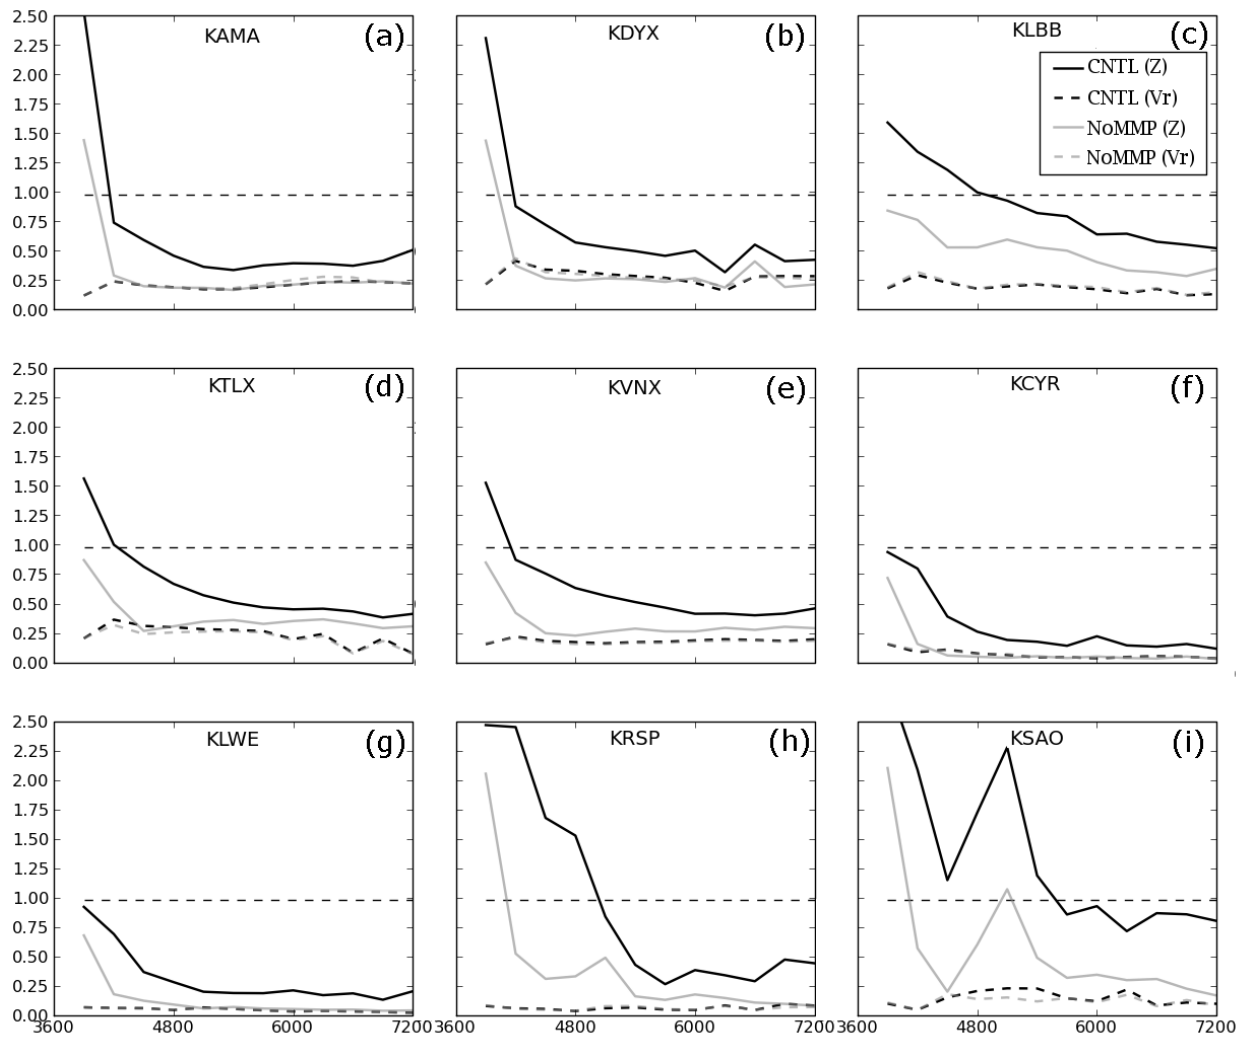 2.50
2.25
2.00
1.75
1.50
1.25
1.00
0.75
0.50
0.25
0.00
KAMA
(a)
KDYX
(b)
KLBB
(c)
CNTL (Z)
CNTL (Vr)
NoMMP (Z)
NoMMP (Vr)
2.50
2.25
2.00
1.75
1.50
1.25
1.00
0.75
0.50
0.25
0.00
KTLX
(d)
KVNX
(e)
KCYR
(f)
2.50
2.25
2.00
1.75
1.50
1.25
1.00
0.75
0.50
0.25
0.00
KLWE
(g)
KRSP
(h)
KSAO
(i)
3600 4800 6000 7200 3600 4800 6000 7200 3600 4800 6000 7200